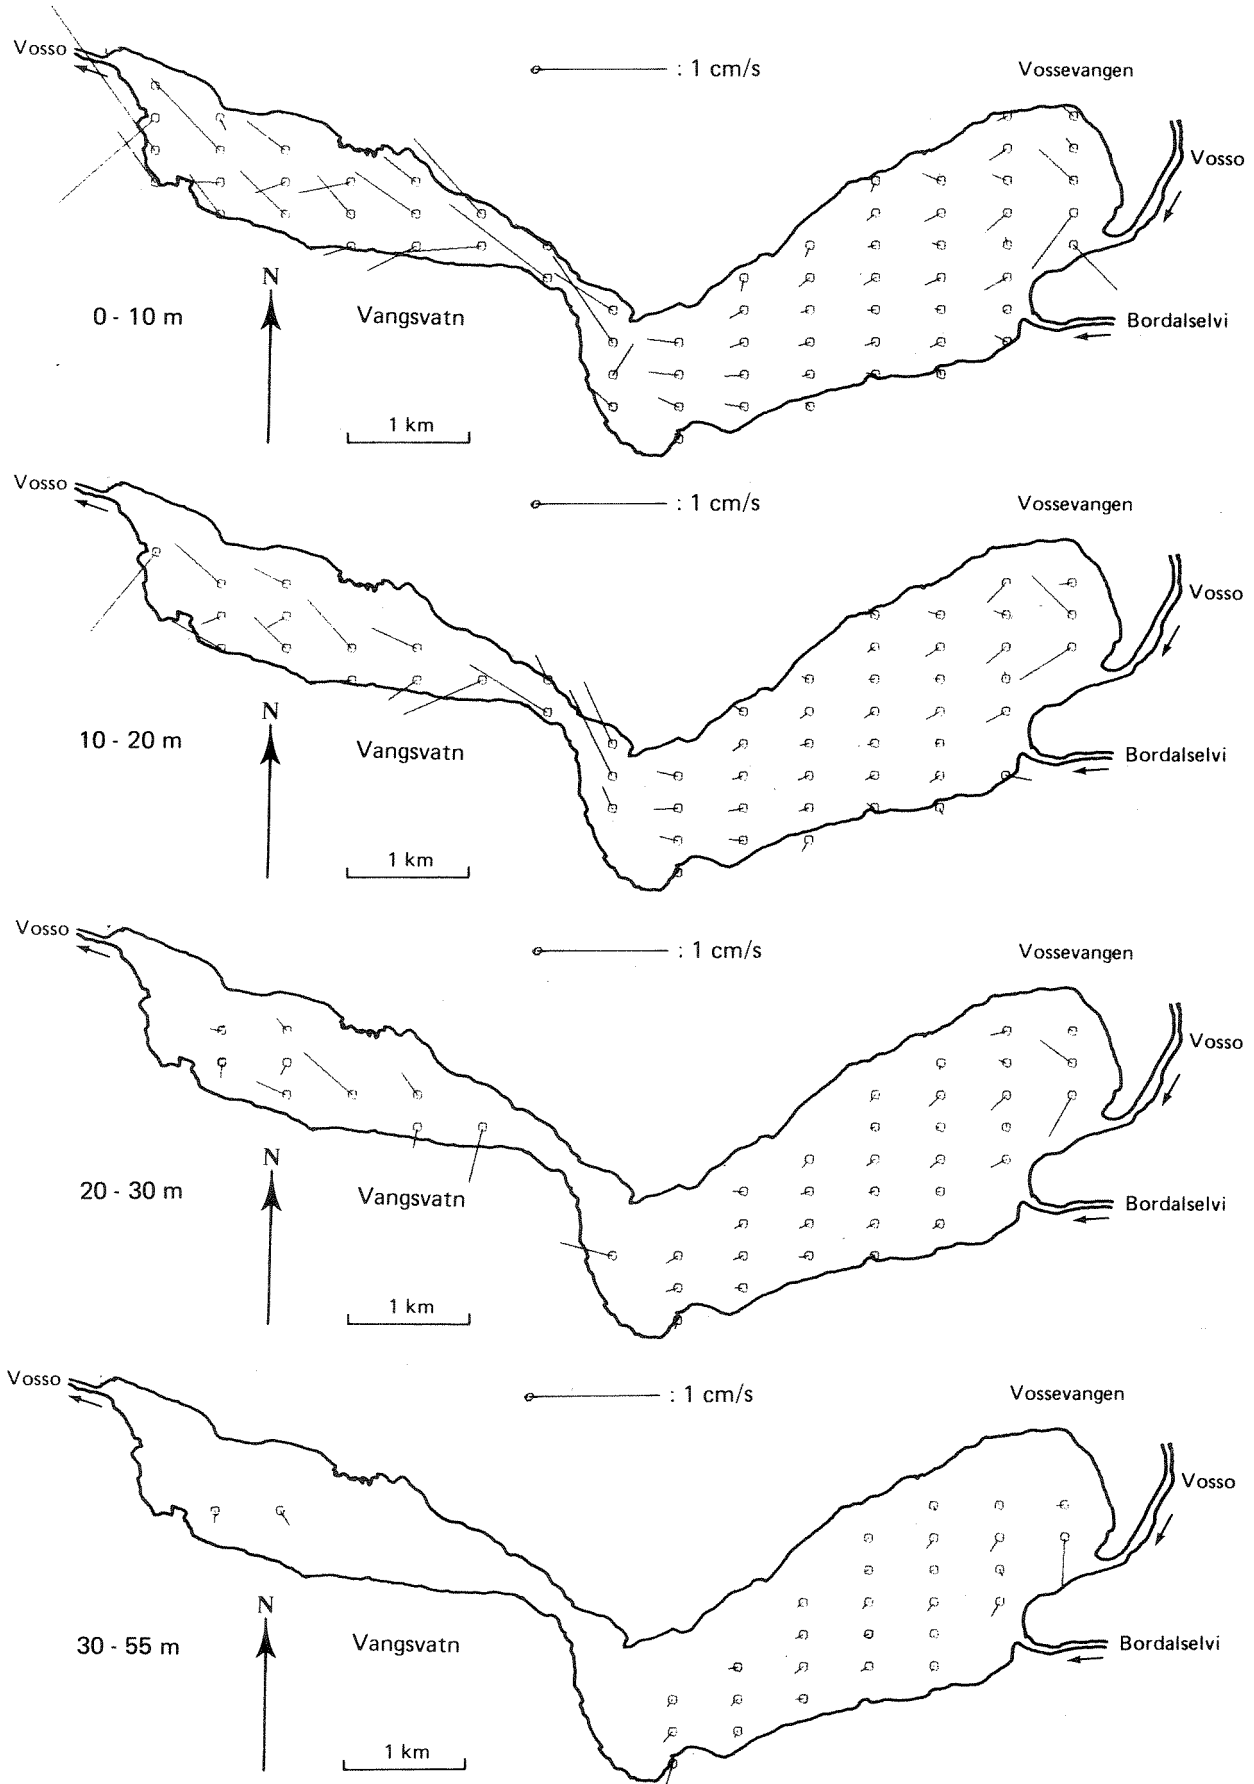 Vosso
: 1 cm/s
Vossevangen
Vosso
N
0 - 10 m
Vangsvatn
Bordalselvi
1 km
Vosso
: 1 cm/s
Vossevangen
Vosso
N
10 - 20 m
Vangsvatn
Bordalselvi
1 km
Vosso
: 1 cm/s
Vossevangen
Vosso
N
20 - 30 m
Vangsvatn
Bordalselvi
1 km
Vosso
: 1 cm/s
Vossevangen
Vosso
N
30 - 55 m
Vangsvatn
Bordalselvi
1 km